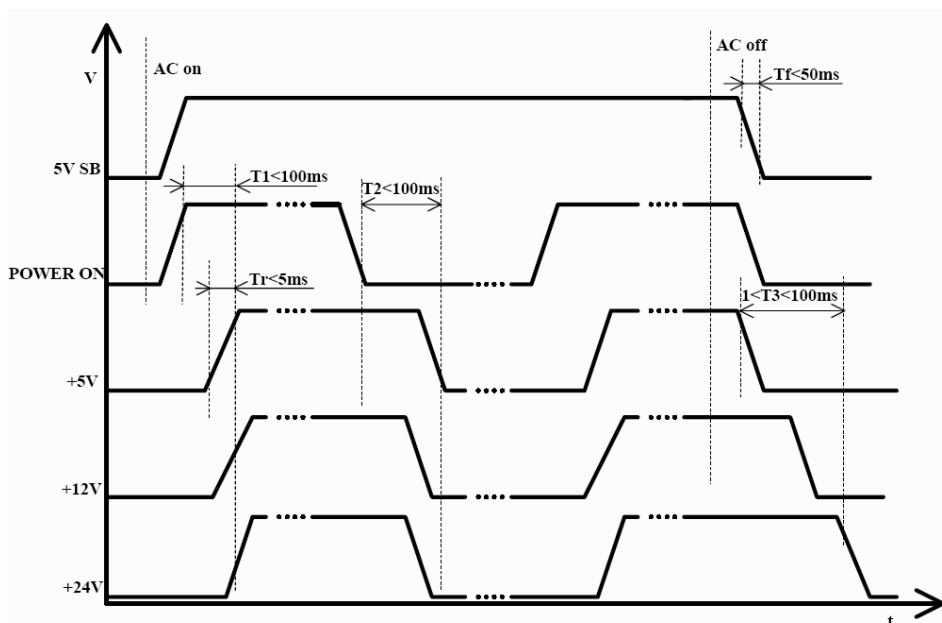 AC off
AC on
V
Tf<50ms
5V SB
T1<100ms
T2<100ms
POWER ON
Tr<5ms
1<T3<100ms
+5V
+12V
+24V
t